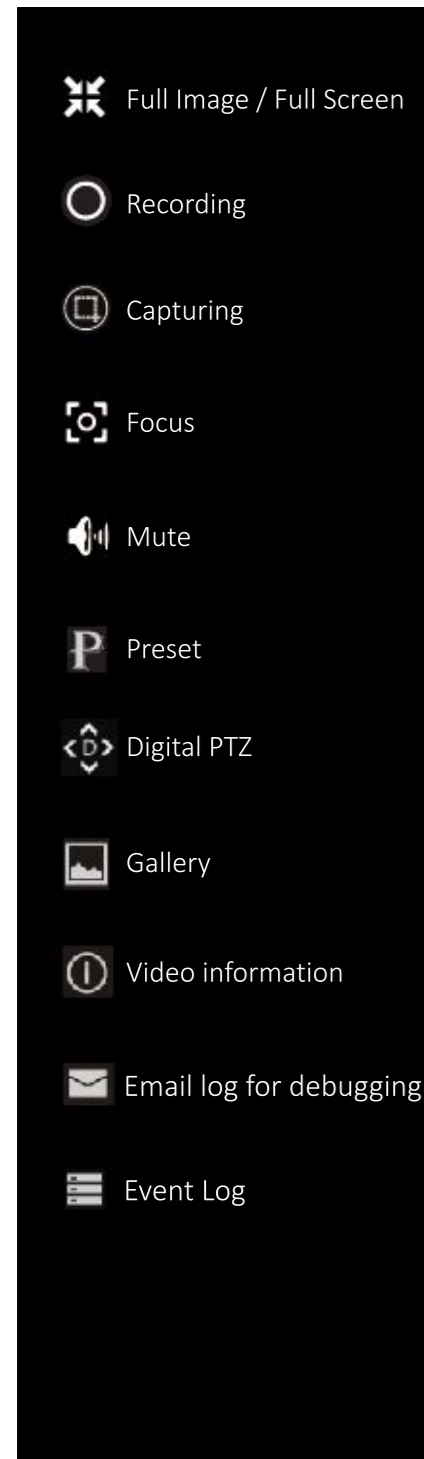 Full Image / Full Screen
Recording
Capturing
Focus
Mute
P Preset
D Digital PTZ
Gallery
Video information
Email log for debugging
Event Log